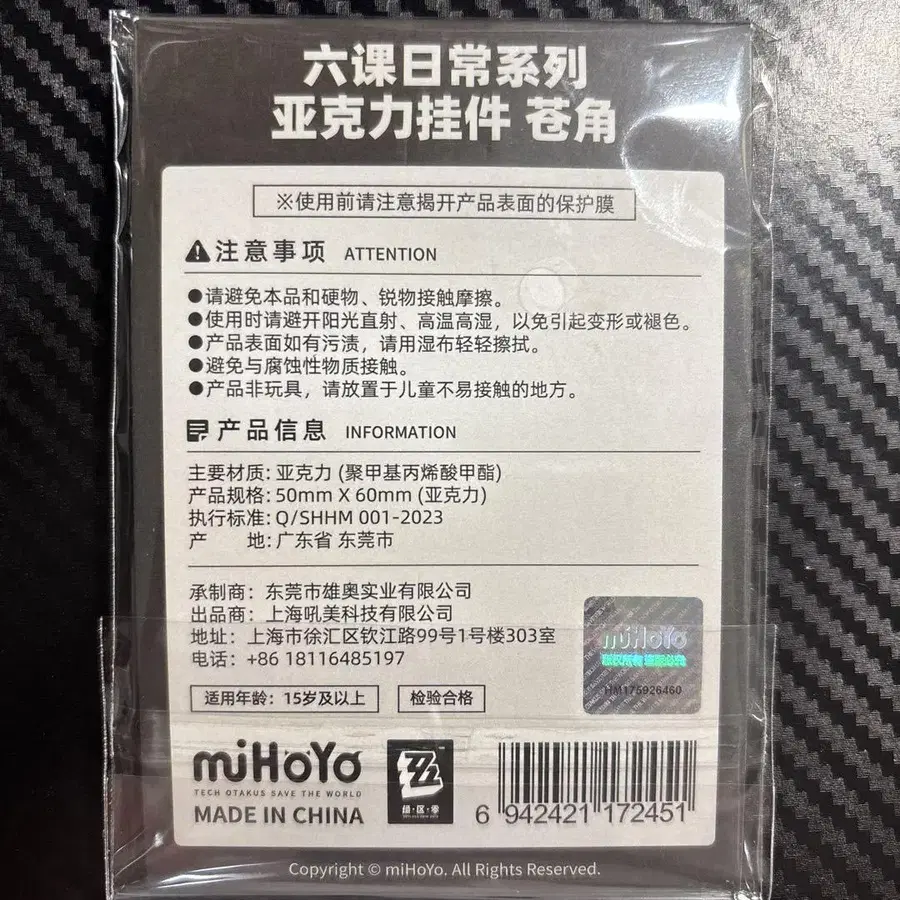 六课日常系列
亚克力挂件 苍角
※使用前请注意揭开产品表面的保护膜
注意事项 ATTENTION
●请避免本品和硬物、锐物接触摩擦。
●使用时请避开阳光直射、高温高湿，以免引起变形或褪色。
●产品表面如有污渍，请用湿布轻轻擦拭。
●避免与腐蚀性物质接触。
●产品非玩具，请放置于儿童不易接触的地方。
产品信息 INFORMATION
主要材质: 亚克力 (聚甲基丙烯酸甲酯)
产品规格: 50mm X 60mm (亚克力)
执行标准: Q/SHHM 001-2023
产 地: 广东省 东莞市
承制商: 东莞市雄奥实业有限公司
出品商: 上海吼美科技有限公司
地址: 上海市徐汇区钦江路99号1号楼303室
电话: +86 18116485197
适用年龄: 15岁及以上 检验合格
miHoYo
版权所有
HM175926460
miHoYo
TECH OTAKUS SAVE THE WORLD
MADE IN CHINA
绝·区·零
6 942421 172451
Copyright © miHoYo. All Rights Reserved.